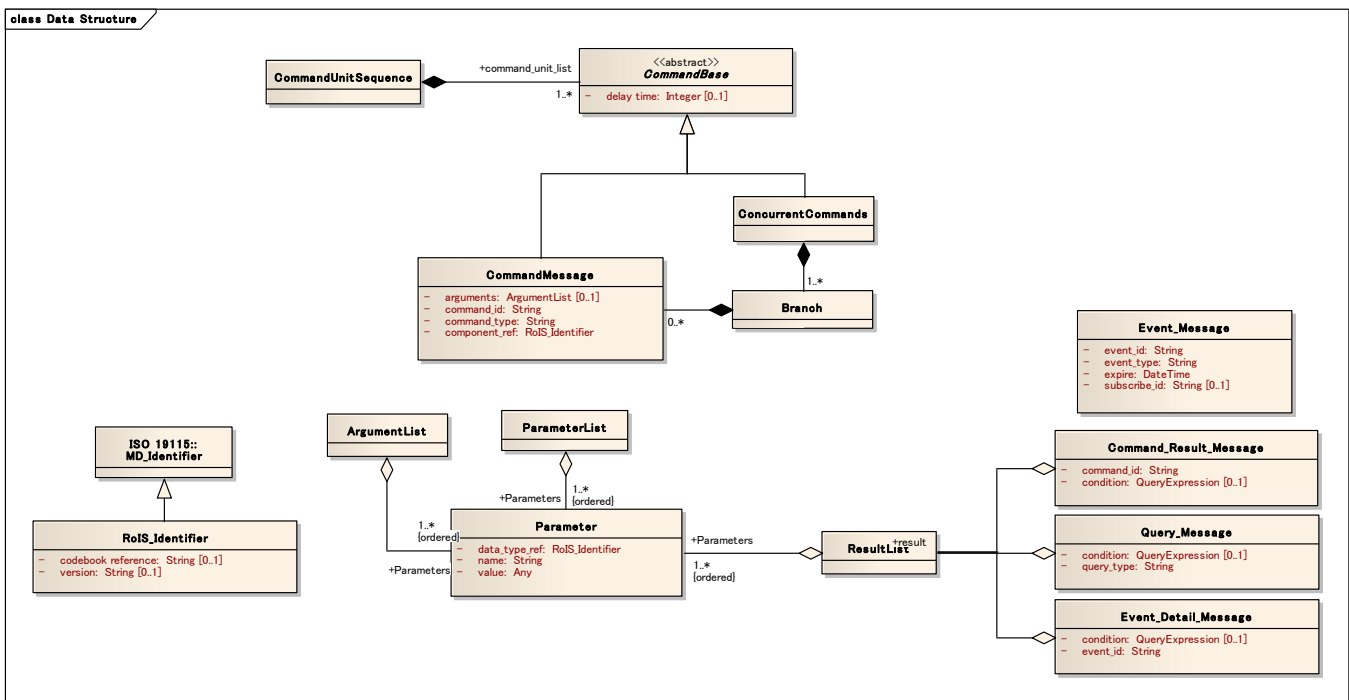 class Data Structure
CommandUnitSequence
+command_unit_list
1..*
<<abstract>>
CommandBase
− delay time: Integer [0..1]
ConcurrentCommands
1..*
CommandMessage
− arguments: ArgumentList [0..1]
− command_id: String
− command_type: String
− component_ref: RoIS_Identifier
0..*
Branch
Event_Message
− event_id: String
− event_type: String
− expire: DateTime
− subscribe_id: String [0..1]
ISO 19115::
MD_Identifier
ArgumentList
ParameterList
1..*
{ordered}
+Parameters
1..*
{ordered}
+Parameters
Parameter
− data_type_ref: RoIS_Identifier
− name: String
− value: Any
+Parameters
1..*
{ordered}
ResultList
+result
RoIS_Identifier
− codebook reference: String [0..1]
− version: String [0..1]
Command_Result_Message
− command_id: String
− condition: QueryExpression [0..1]
Query_Message
− condition: QueryExpression [0..1]
− query_type: String
Event_Detail_Message
− condition: QueryExpression [0..1]
− event_id: String